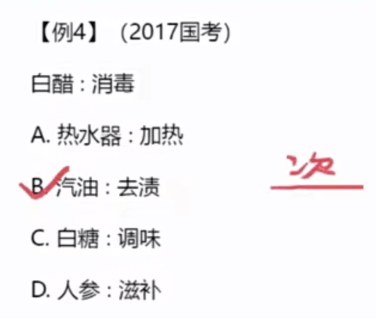 【例4】（2017国考）
白醋 : 消毒
A. 热水器 : 加热
B. 汽油 : 去渍
次
C. 白糖 : 调味
D. 人参 : 滋补